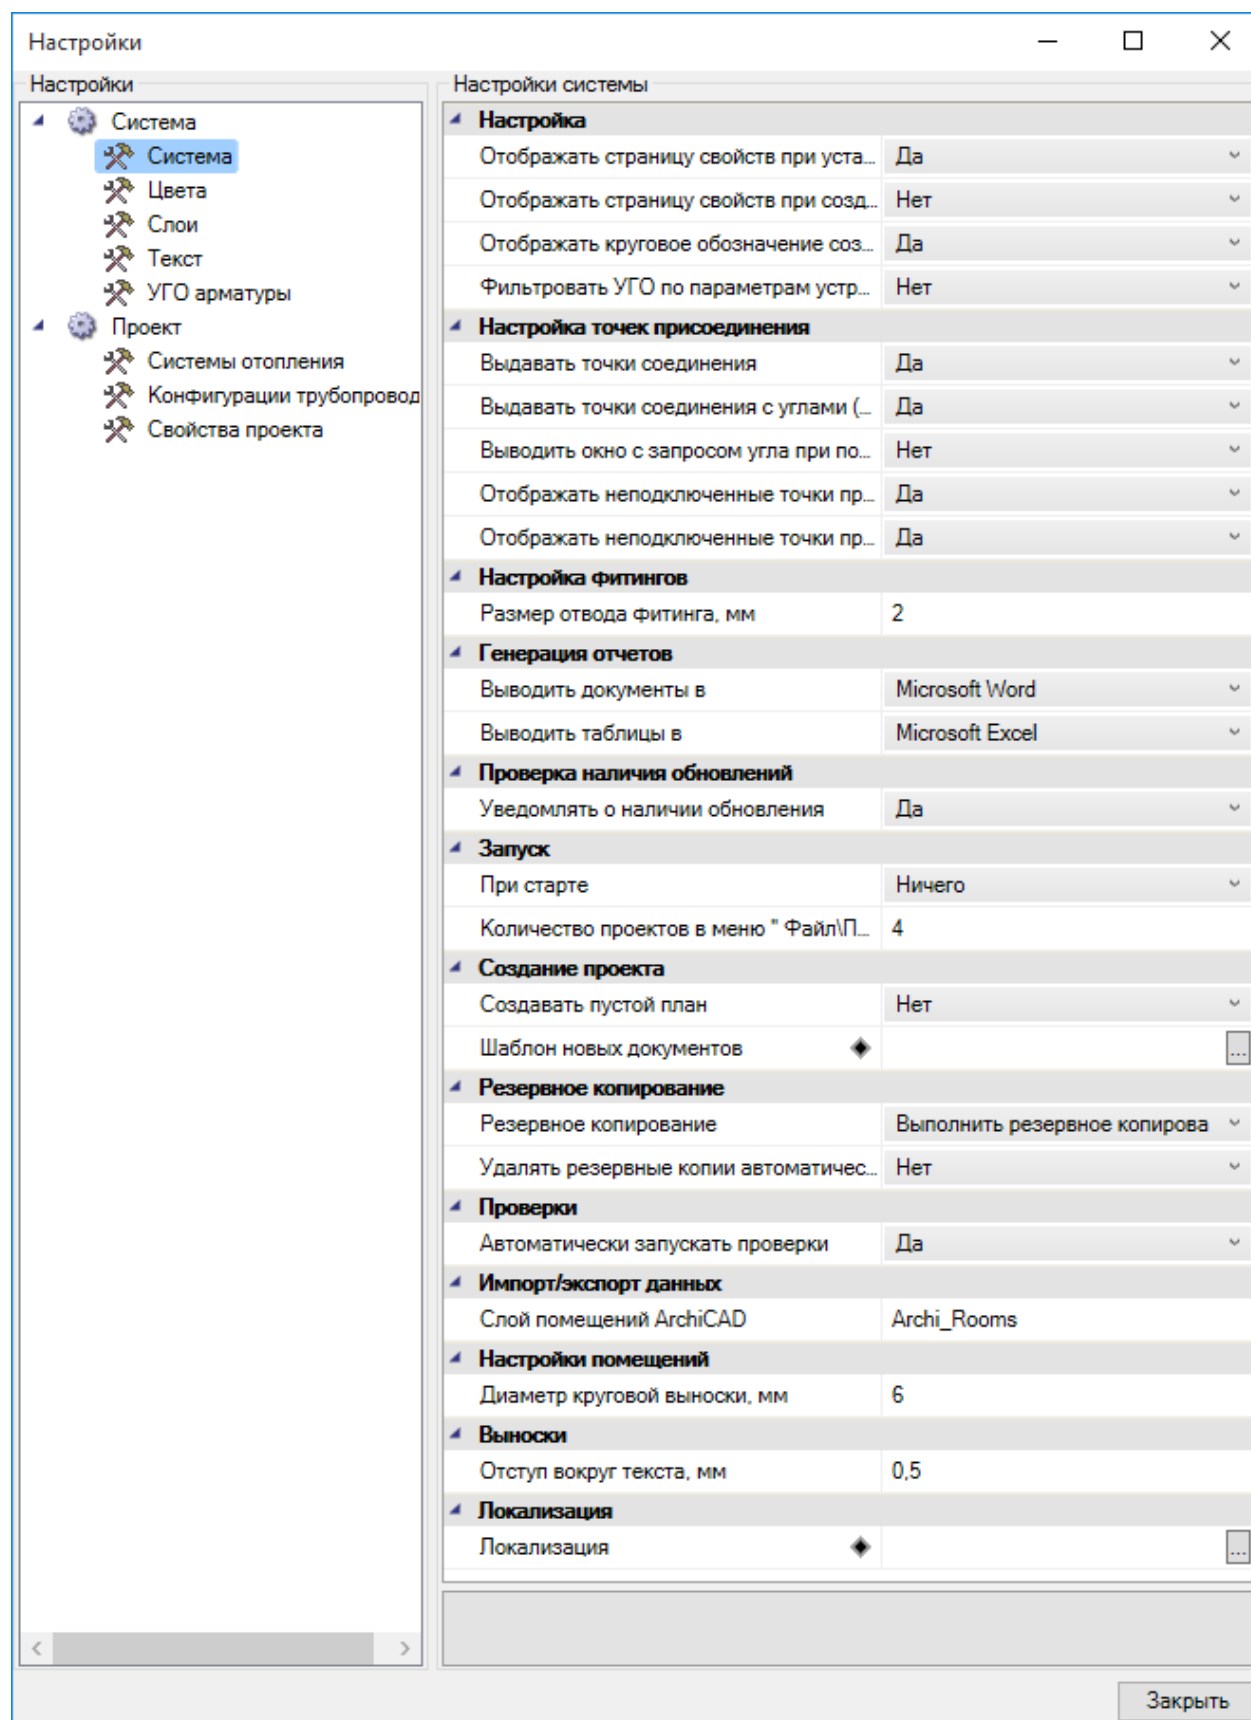 Настройки
Настройки
Система
Система
Цвета
Слои
Текст
УГО арматуры
Проект
Системы отопления
Конфигурации трубопровод
Свойства проекта
Настройки системы
Настройка
Отображать страницу свойств при уста... Да
Отображать страницу свойств при созд... Нет
Отображать круговое обозначение соз... Да
Фильтровать УГО по параметрам устр... Нет
Настройка точек присоединения
Выдавать точки соединения Да
Выдавать точки соединения с углами (... Да
Выводить окно с запросом угла при по... Нет
Отображать неподключенные точки пр... Да
Отображать неподключенные точки пр... Да
Настройка фитингов
Размер отвода фитинга, мм 2
Генерация отчетов
Выводить документы в Microsoft Word
Выводить таблицы в Microsoft Excel
Проверка наличия обновлений
Уведомлять о наличии обновления Да
Запуск
При старте Ничего
Количество проектов в меню " Файл\П... 4
Создание проекта
Создавать пустой план Нет
Шаблон новых документов ...
Резервное копирование
Резервное копирование Выполнить резервное копирова
Удалять резервные копии автоматичес... Нет
Проверки
Автоматически запускать проверки Да
Импорт/экспорт данных
Слой помещений ArchiCAD Archi_Rooms
Настройки помещений
Диаметр круговой выноски, мм 6
Выноски
Отступ вокруг текста, мм 0,5
Локализация
Локализация ...
Закрыть